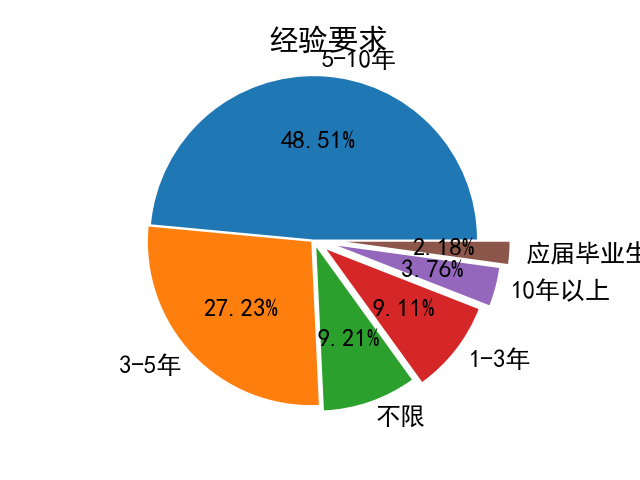 经验要求
5-10年
48.51%
2.18%
应届毕业生
3.76%
10年以上
27.23%
9.11%
9.21%
3-5年
1-3年
不限